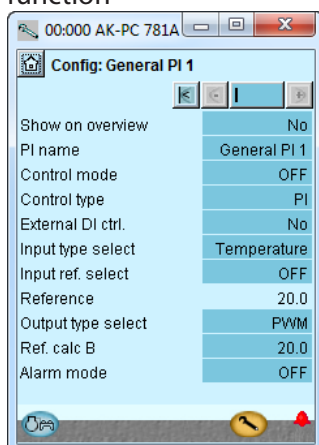 function
00:000 AK-PC 781A
Config: General PI 1
Show on overview No
PI name General PI 1
Control mode OFF
Control type PI
External DI ctrl. No
Input type select Temperature
Input ref. select OFF
Reference 20.0
Output type select PWM
Ref. calc B 20.0
Alarm mode OFF